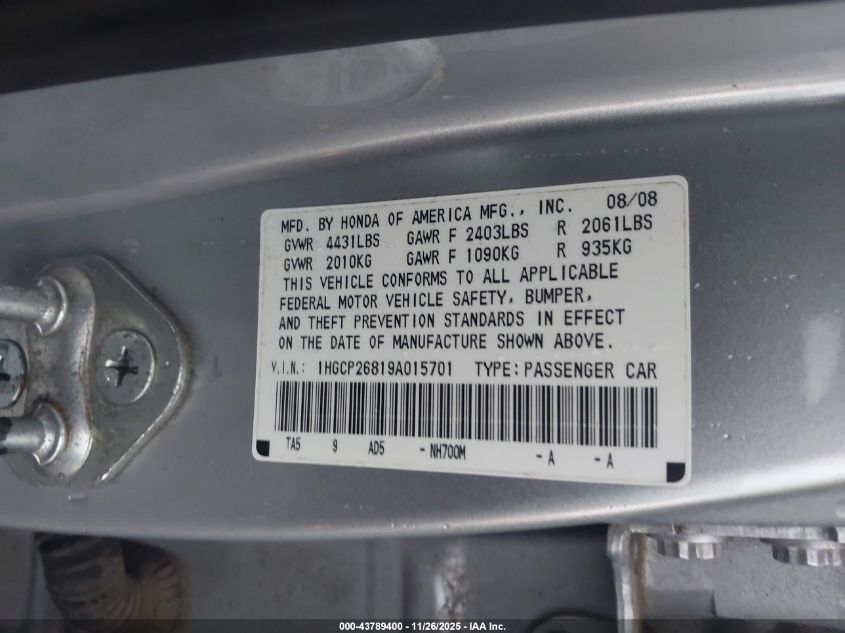 MFD. BY HONDA OF AMERICA MFG., INC. 08/08
GVWR 4431LBS GAWR F 2403LBS R 2061LBS
GVWR 2010KG GAWR F 1090KG R 935KG
THIS VEHICLE CONFORMS TO ALL APPLICABLE
FEDERAL MOTOR VEHICLE SAFETY, BUMPER,
AND THEFT PREVENTION STANDARDS IN EFFECT
ON THE DATE OF MANUFACTURE SHOWN ABOVE.
V.I.N.: 1HGCP26819A015701 TYPE: PASSENGER CAR
TA5 9 AD5 -NH700M -A -A
000-43789400 - 11/26/2025 - IAA Inc.